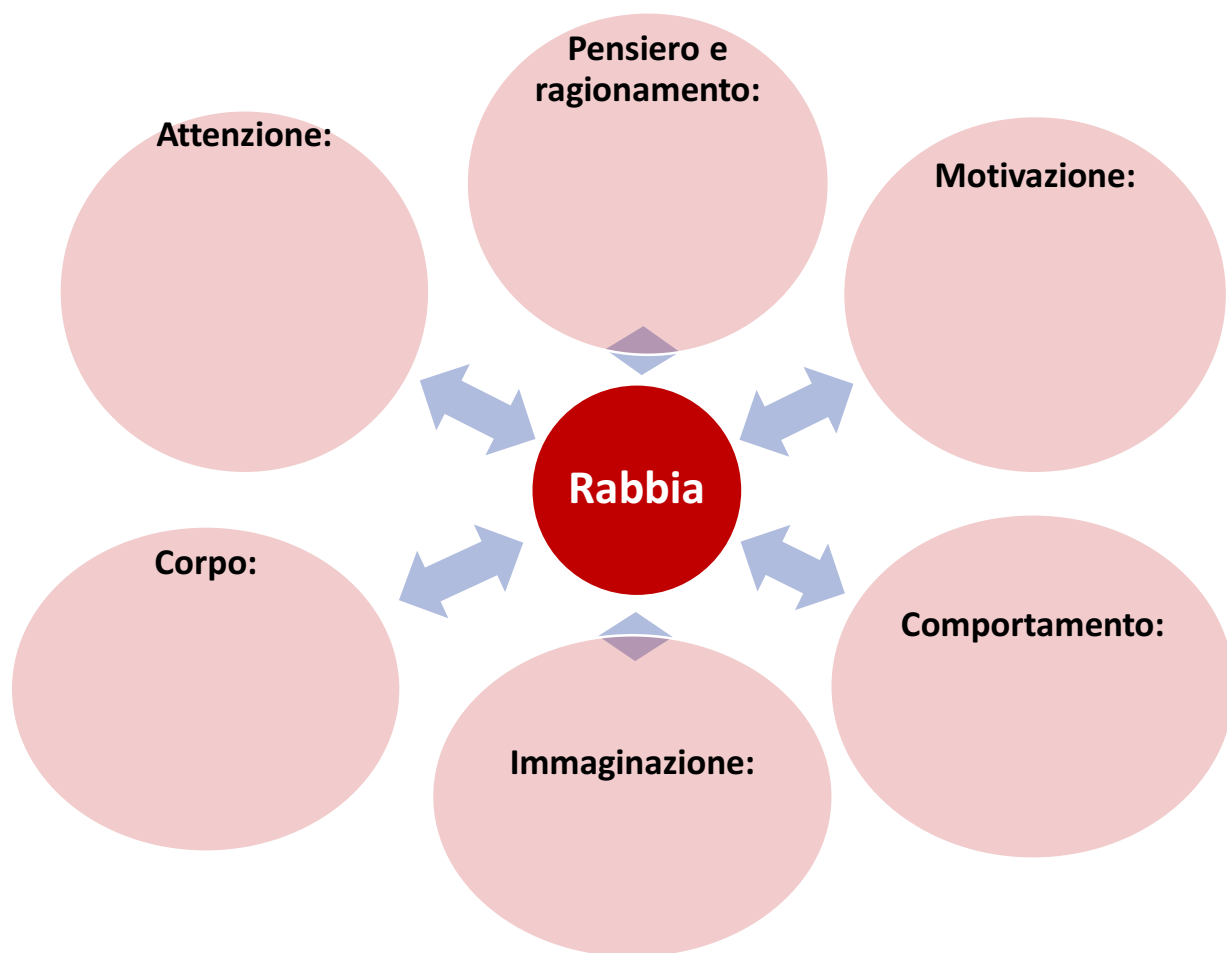 Pensiero e
ragionamento:
Attenzione:
Motivazione:
Rabbia
Corpo:
Comportamento:
Immaginazione: